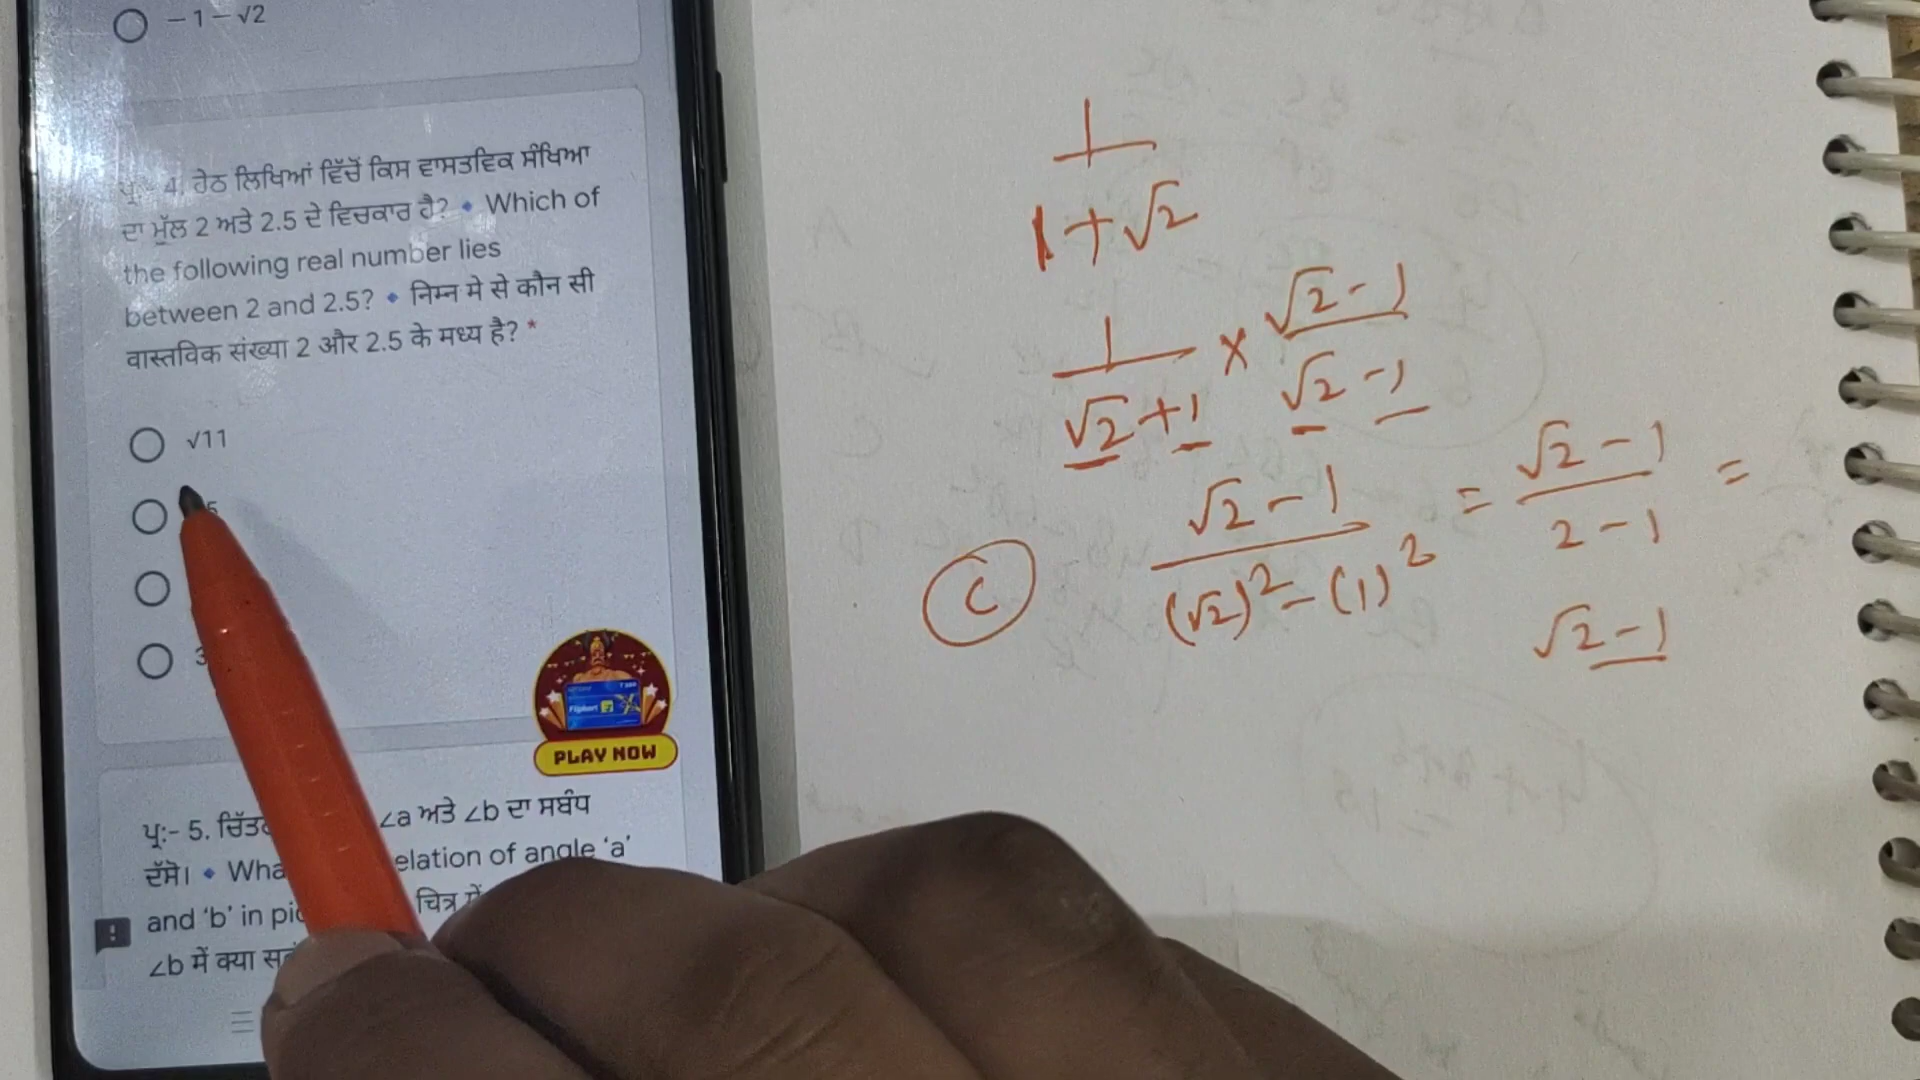 -1-√2
4. ਹੇਠ ਲਿਖਿਆਂ ਵਿੱਚੋਂ ਕਿਸ ਵਾਸਤਵਿਕ ਸੰਖਿਆ
ਦਾ ਮੁੱਲ 2 ਅਤੇ 2.5 ਦੇ ਵਿਚਕਾਰ ਹੈ? • Which of
the following real number lies
between 2 and 2.5? • निम्न मे से कौन सी
वास्तविक संख्या 2 और 2.5 के मध्य है? *
√11
5
3
Flipkart
PLAY NOW
ਪ੍ਰ:- 5. ∠a ਅਤੇ ∠b ਦਾ ਸਬੰਧ
ਦੱਸੋ। • elation of angle 'a'
and 'b' in चित्र में
∠b में क्या
1
1+√2
1 × √2-1
√2+1 √2-1
√2-1 = √2-1 =
(√2)²-(1)² 2-1
C
√2-1